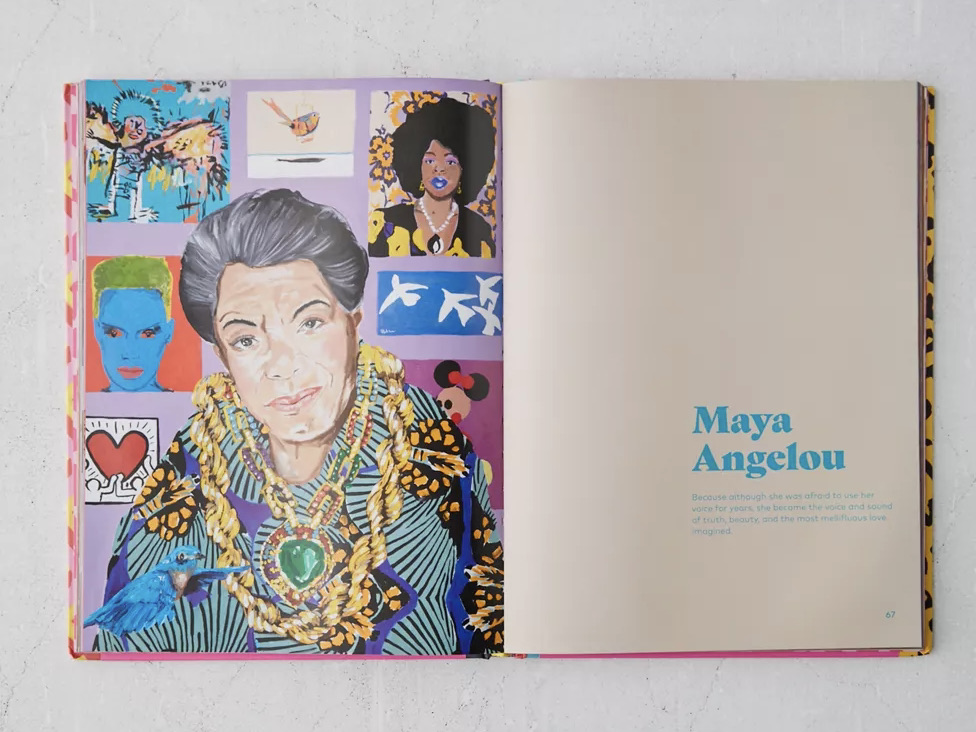 Maya
Angelou
Because although she was afraid to use her
voice for years, she became the voice and sound
of truth, beauty, and the most mellifluous love
imagined.
67